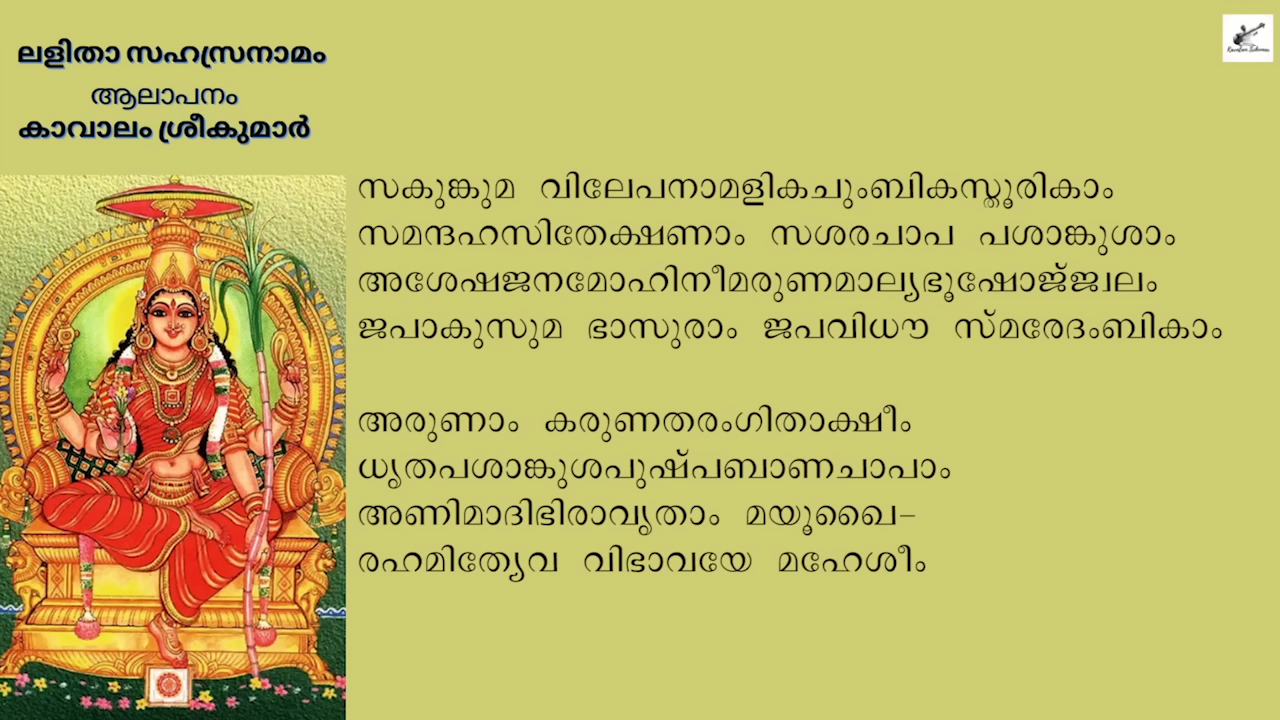 ലളിതാ സഹസ്രനാമം
ആലാപനം
കാവാലം ശ്രീകുമാർ
സകുങ്കുമ വിലേപനാമളികചുംബികസ്തൂരികാം
സമന്ദഹസിതേക്ഷണാം സശരചാപ പശാങ്കുശാം
അശേഷജനമോഹിനീമരുണമാല്യഭൂഷോജ്ജ്വലം
ജപാകുസുമ ഭാസുരാം ജപവിധൗ സ്മരേദംബികാം
അരുണാം കരുണതരംഗിതാക്ഷീം
ധൃതപശാങ്കുശപുഷ്പബാണചാപാം
അണിമാദിഭിരാവൃതാം മയൂഖൈ-
രഹമിത്യേവ വിഭാവയേ മഹേശീം